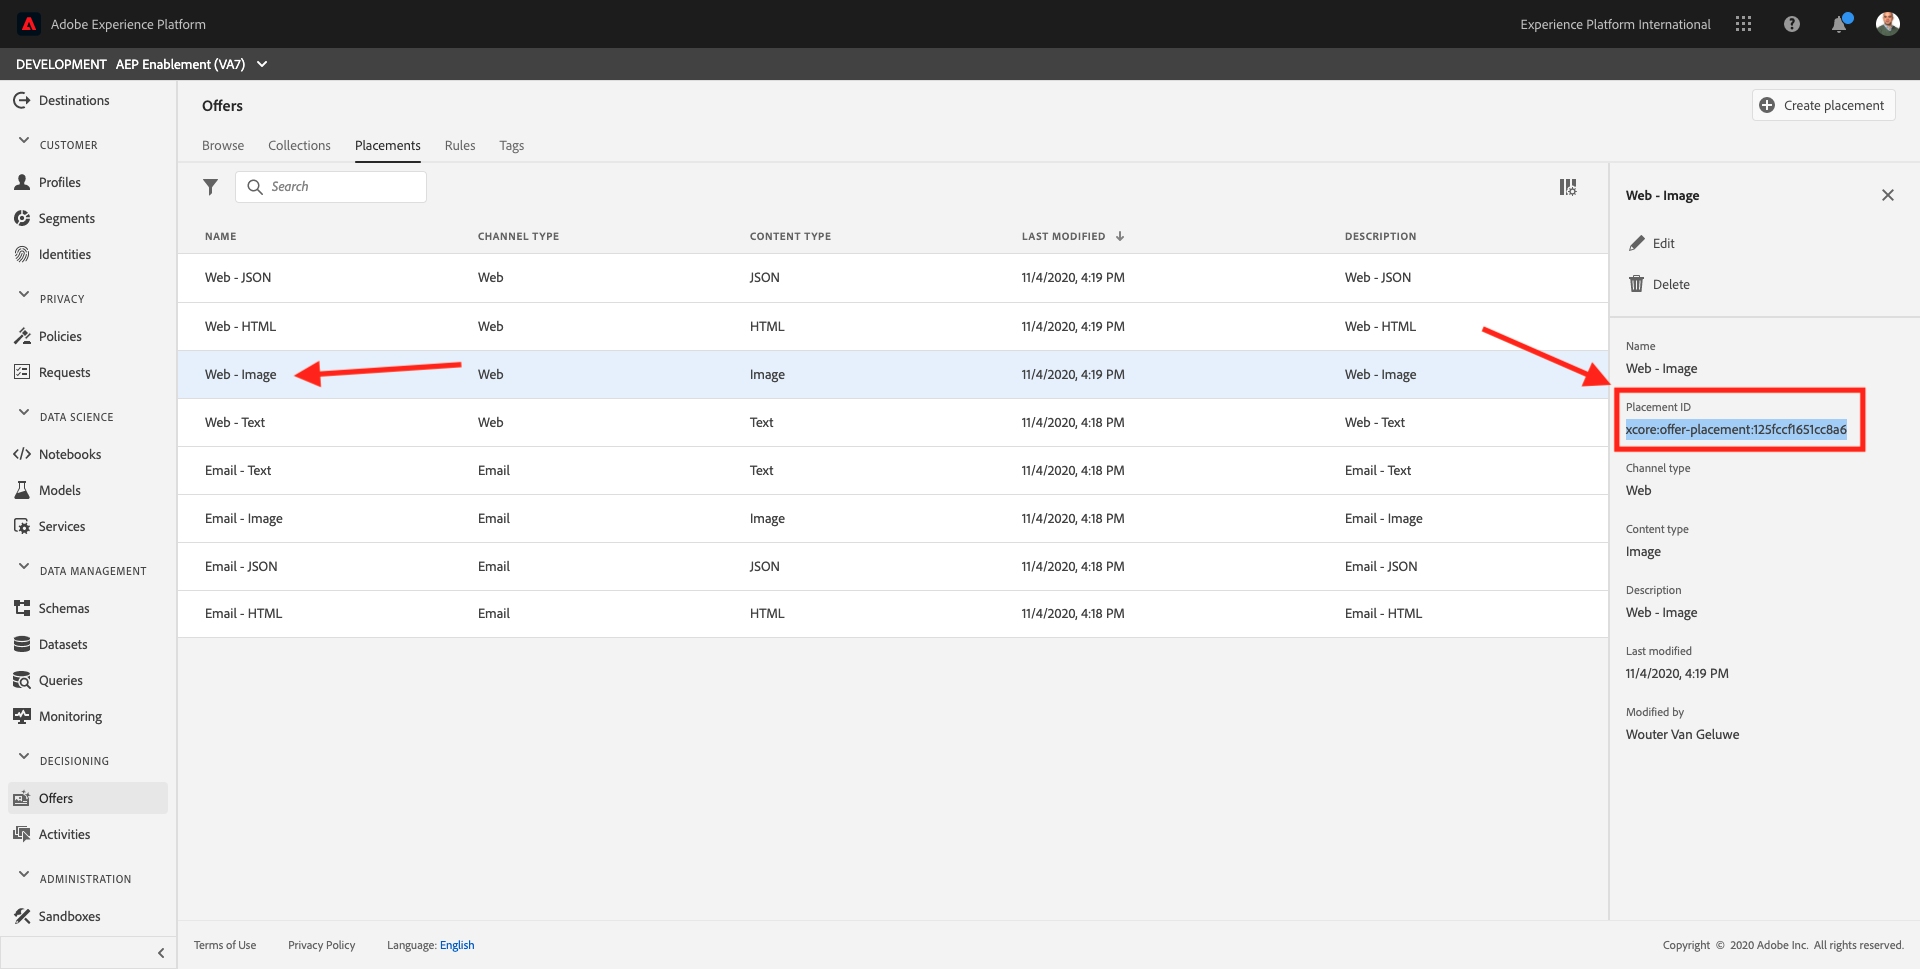 Adobe Experience Platform
Experience Platform International
DEVELOPMENT AEP Enablement (VA7)
Destinations
CUSTOMER
Profiles
Segments
Identities
PRIVACY
Policies
Requests
DATA SCIENCE
Notebooks
Models
Services
DATA MANAGEMENT
Schemas
Datasets
Queries
Monitoring
DECISIONING
Offers
Activities
ADMINISTRATION
Sandboxes
Offers
Create placement
Browse Collections Placements Rules Tags
Search
NAME CHANNEL TYPE CONTENT TYPE LAST MODIFIED DESCRIPTION
Web - JSON Web JSON 11/4/2020, 4:19 PM Web - JSON
Web - HTML Web HTML 11/4/2020, 4:19 PM Web - HTML
Web - Image Web Image 11/4/2020, 4:19 PM Web - Image
Web - Text Web Text 11/4/2020, 4:18 PM Web - Text
Email - Text Email Text 11/4/2020, 4:18 PM Email - Text
Email - Image Email Image 11/4/2020, 4:18 PM Email - Image
Email - JSON Email JSON 11/4/2020, 4:18 PM Email - JSON
Email - HTML Email HTML 11/4/2020, 4:18 PM Email - HTML
Web - Image
Edit
Delete
Name
Web - Image
Placement ID
xcore:offer-placement:125fccf1651cc8a6
Channel type
Web
Content type
Image
Description
Web - Image
Last modified
11/4/2020, 4:19 PM
Modified by
Wouter Van Geluwe
Terms of Use Privacy Policy Language: English
Copyright © 2020 Adobe Inc. All rights reserved.